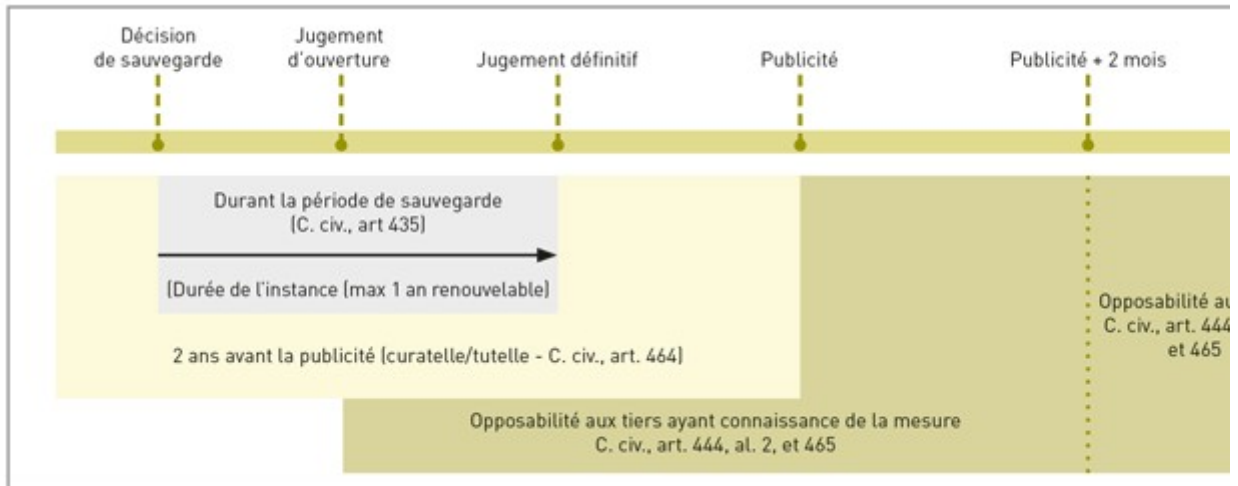 Décision
de sauvegarde
Jugement
d'ouverture
Jugement définitif
Publicité
Publicité + 2 mois
Durant la période de sauvegarde
(C. civ., art 435)
(Durée de l'instance (max 1 an renouvelable)
2 ans avant la publicité (curatelle/tutelle - C. civ., art. 464)
Opposabilité aux tiers ayant connaissance de la mesure
C. civ., art. 444, al. 2, et 465
Opposabilité
C. civ., art. 444
et 465